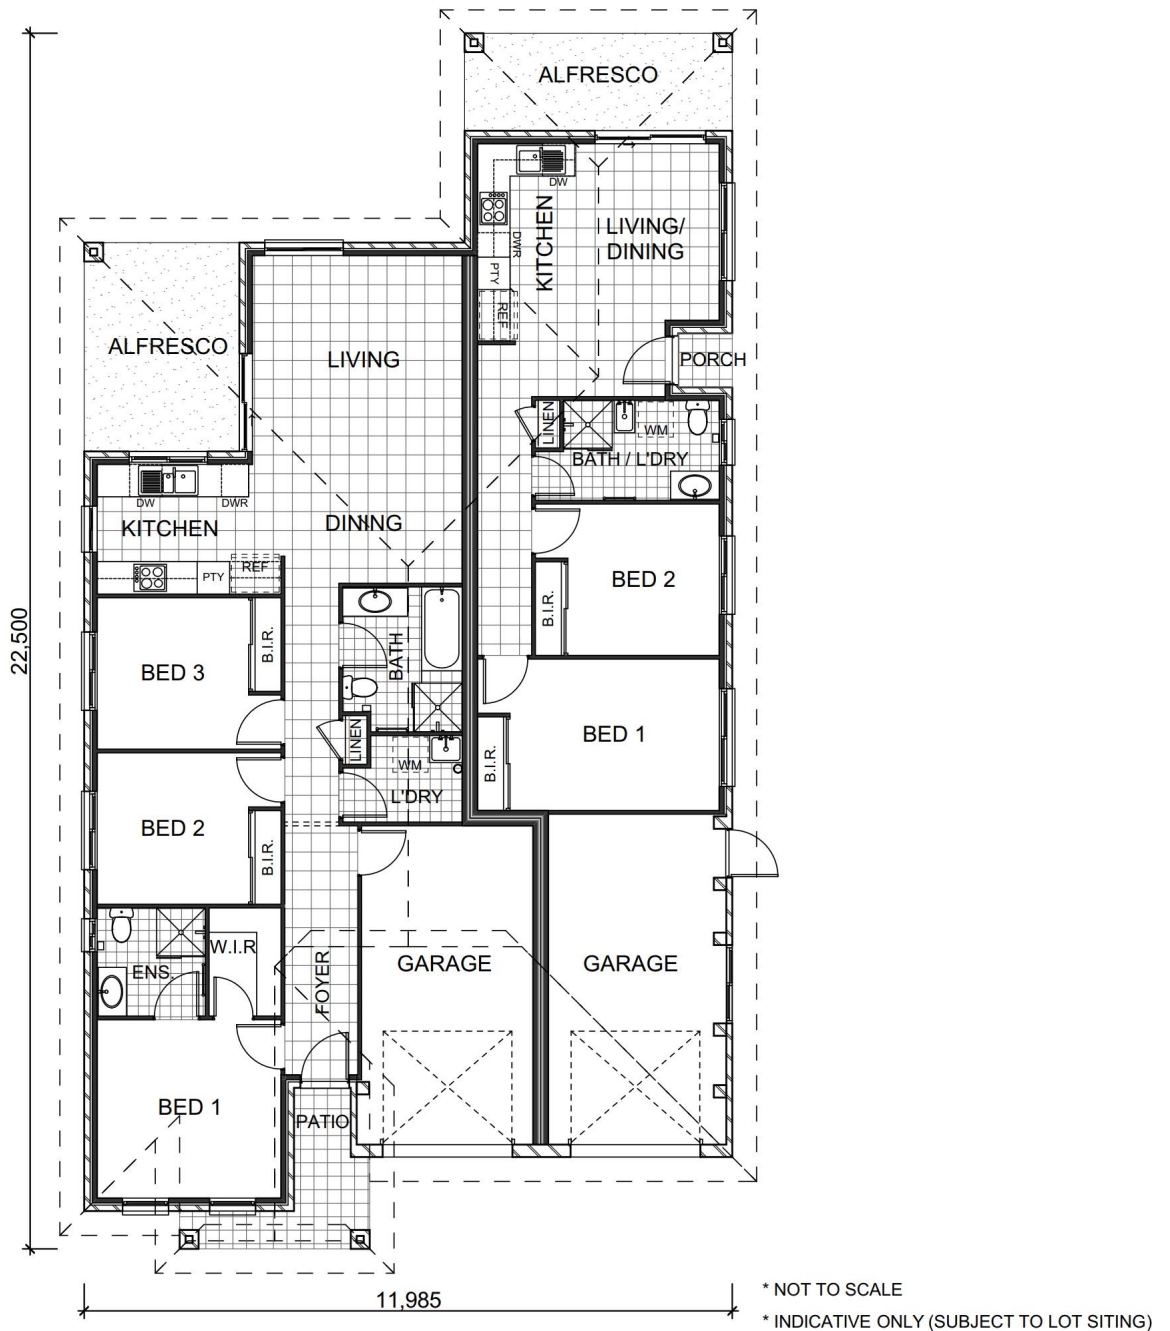 ALFRESCO
DW
KITCHEN
LIVING/
DINING
DWR
PTY
REF
PORCH
LINEN
WM
BATH / L'DRY
BED 2
B.I.R.
BED 1
B.I.R.
GARAGE
ALFRESCO
LIVING
DW
DWR
KITCHEN
DINING
PTY
REF
BED 3
B.I.R.
BATH
LINEN
WM
L'DRY
BED 2
B.I.R.
W.I.R
ENS.
FOYER
GARAGE
BED 1
PATIO
22,500
11,985
* NOT TO SCALE
* INDICATIVE ONLY (SUBJECT TO LOT SITING)